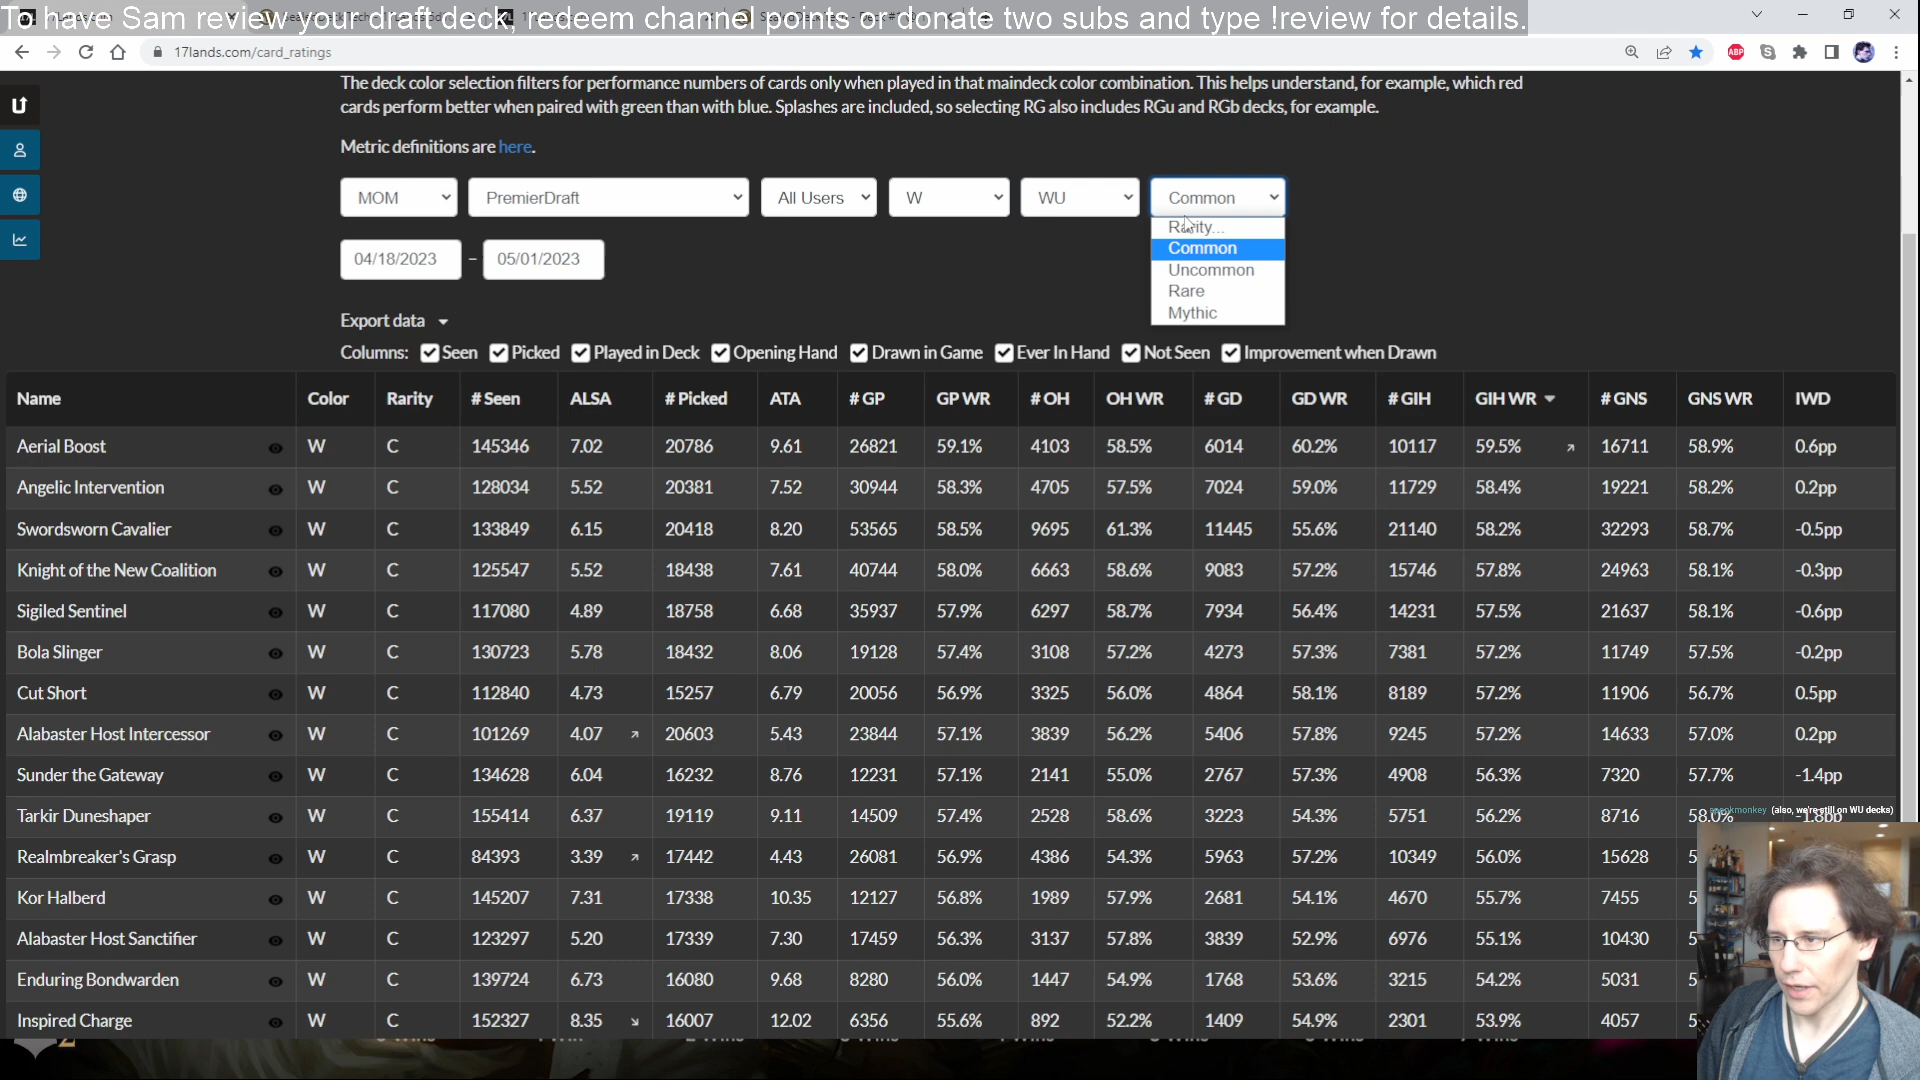 To have Sam review your draft deck, redeem channel points or donate two subs and type !review for details.
17lands.com/card_ratings
The deck color selection filters for performance numbers of cards only when played in that maindeck color combination. This helps understand, for example, which red
cards perform better when paired with green than with blue. Splashes are included, so selecting RG also includes RGu and RGb decks, for example.
Metric definitions are here.
MOM PremierDraft All Users W WU Common
Rarity...
Common
Uncommon
Rare
Mythic
04/18/2023 – 05/01/2023
Export data
Columns: Seen Picked Played in Deck Opening Hand Drawn in Game Ever In Hand Not Seen Improvement when Drawn
Name Color Rarity # Seen ALSA # Picked ATA # GP GP WR # OH OH WR # GD GD WR # GIH GIH WR # GNS GNS WR IWD
Aerial Boost W C 145346 7.02 20786 9.61 26821 59.1% 4103 58.5% 6014 60.2% 10117 59.5% 16711 58.9% 0.6pp
Angelic Intervention W C 128034 5.52 20381 7.52 30944 58.3% 4705 57.5% 7024 59.0% 11729 58.4% 19221 58.2% 0.2pp
Swordsworn Cavalier W C 133849 6.15 20418 8.20 53565 58.5% 9695 61.3% 11445 55.6% 21140 58.2% 32293 58.7% -0.5pp
Knight of the New Coalition W C 125547 5.52 18438 7.61 40744 58.0% 6663 58.6% 9083 57.2% 15746 57.8% 24963 58.1% -0.3pp
Sigiled Sentinel W C 117080 4.89 18758 6.68 35937 57.9% 6297 58.7% 7934 56.4% 14231 57.5% 21637 58.1% -0.6pp
Bola Slinger W C 130723 5.78 18432 8.06 19128 57.4% 3108 57.2% 4273 57.3% 7381 57.2% 11749 57.5% -0.2pp
Cut Short W C 112840 4.73 15257 6.79 20056 56.9% 3325 56.0% 4864 58.1% 8189 57.2% 11906 56.7% 0.5pp
Alabaster Host Intercessor W C 101269 4.07 20603 5.43 23844 57.1% 3839 56.2% 5406 57.8% 9245 57.2% 14633 57.0% 0.2pp
Sunder the Gateway W C 134628 6.04 16232 8.76 12231 57.1% 2141 55.0% 2767 57.3% 4908 56.3% 7320 57.7% -1.4pp
(also, we're still on WU decks)
Tarkir Duneshaper W C 155414 6.37 19119 9.11 14509 57.4% 2528 58.6% 3223 54.3% 5751 56.2% 8716 58.0% -1.8pp
Realmbreaker's Grasp W C 84393 3.39 17442 4.43 26081 56.9% 4386 54.3% 5963 57.2% 10349 56.0% 15628 5
Kor Halberd W C 145207 7.31 17338 10.35 12127 56.8% 1989 57.9% 2681 54.1% 4670 55.7% 7455 5
Alabaster Host Sanctifier W C 123297 5.20 17339 7.30 17459 56.3% 3137 57.8% 3839 52.9% 6976 55.1% 10430 5
Enduring Bondwarden W C 139724 6.73 16080 9.68 8280 56.0% 1447 54.9% 1768 53.6% 3215 54.2% 5031 5
Inspired Charge W C 152327 8.35 16007 12.02 6356 55.6% 892 52.2% 1409 54.9% 2301 53.9% 4057 5